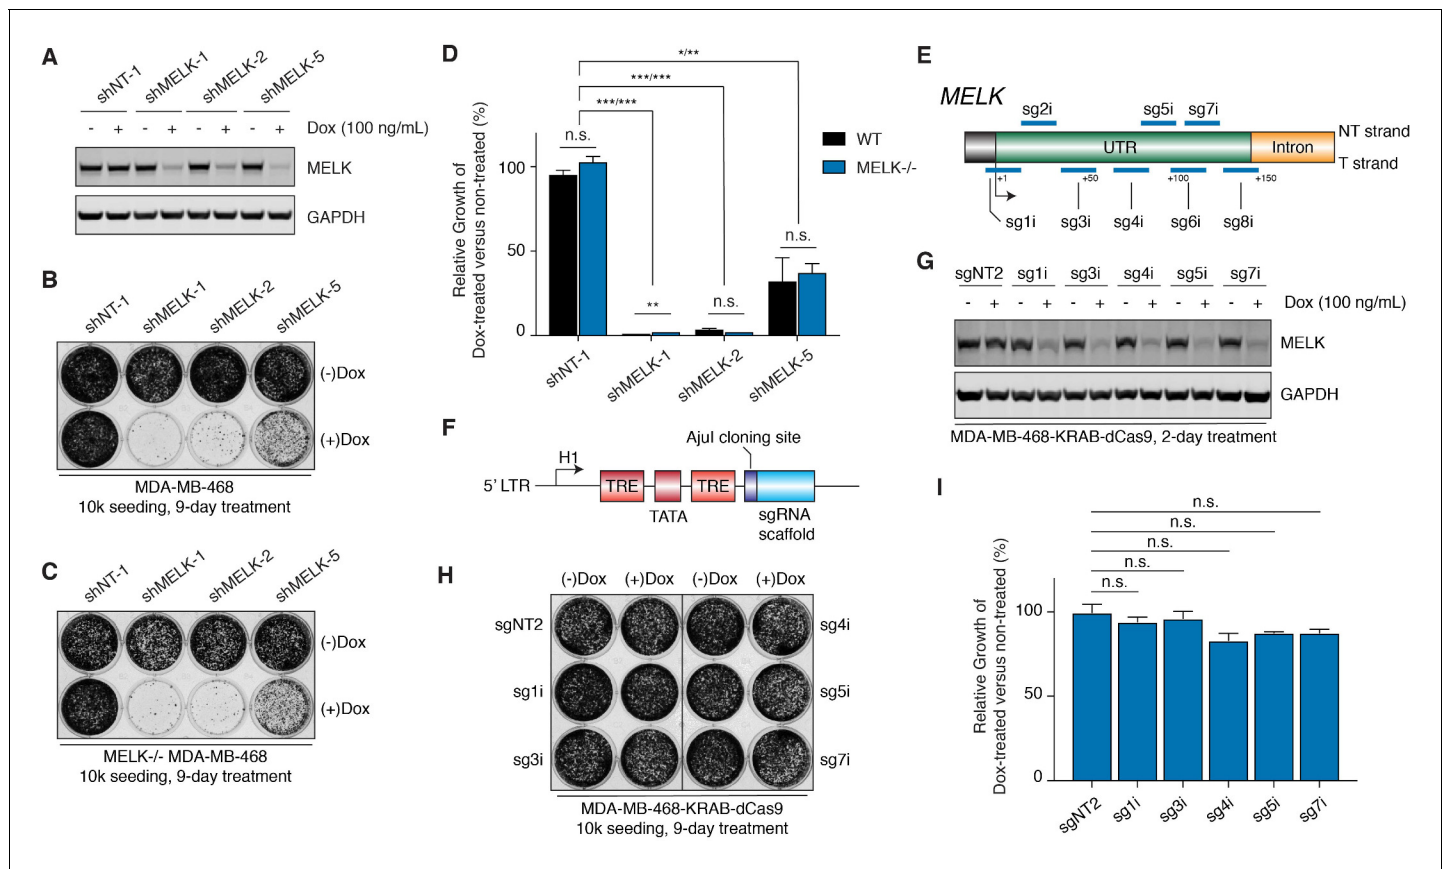 A
shNT-1
shMELK-1
shMELK-2
shMELK-5
- + - + - + - + Dox (100 ng/mL)
MELK
GAPDH
B
shNT-1
shMELK-1
shMELK-2
shMELK-5
(-)Dox
(+)Dox
MDA-MB-468
10k seeding, 9-day treatment
C
shNT-1
shMELK-1
shMELK-2
shMELK-5
(-)Dox
(+)Dox
MELK-/- MDA-MB-468
10k seeding, 9-day treatment
D
Relative Growth of
Dox-treated versus non-treated (%)
*/**
***/***
***/***
n.s.
100
50
0
**
n.s.
n.s.
WT
MELK-/-
shNT-1
shMELK-1
shMELK-2
shMELK-5
E
MELK
sg2i
sg5i
sg7i
NT strand
UTR
Intron
T strand
+1
+50
+100
+150
sg1i
sg3i
sg4i
sg6i
sg8i
F
AjuI cloning site
H1
5' LTR
TRE
TRE
TATA
sgRNA
scaffold
G
sgNT2 sg1i sg3i sg4i sg5i sg7i
- + - + - + - + - + - + Dox (100 ng/mL)
MELK
GAPDH
MDA-MB-468-KRAB-dCas9, 2-day treatment
H
(-)Dox (+)Dox (-)Dox (+)Dox
sgNT2
sg4i
sg1i
sg5i
sg3i
sg7i
MDA-MB-468-KRAB-dCas9
10k seeding, 9-day treatment
I
Relative Growth of
Dox-treated versus non-treated (%)
n.s.
n.s.
n.s.
n.s.
n.s.
100
50
0
sgNT2
sg1i
sg3i
sg4i
sg5i
sg7i